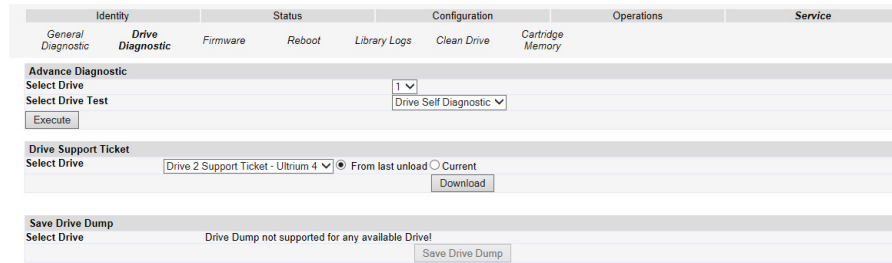 Identity Status Configuration Operations Service
General Diagnostic Drive Diagnostic Firmware Reboot Library Logs Clean Drive Cartridge Memory
Advance Diagnostic
Select Drive 1
Select Drive Test Drive Self Diagnostic
Execute
Drive Support Ticket
Select Drive Drive 2 Support Ticket - Ultrium 4 From last unload Current
Download
Save Drive Dump
Select Drive Drive Dump not supported for any available Drive!
Save Drive Dump